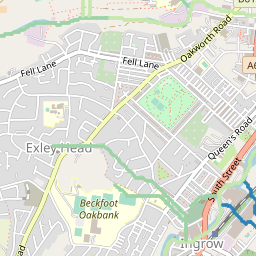 Fell Lane
Fell Lane
Oakworth Road
A6
Queen's Road
Exley Head
South Street
Beckfoot
Oakbank
Ingrow